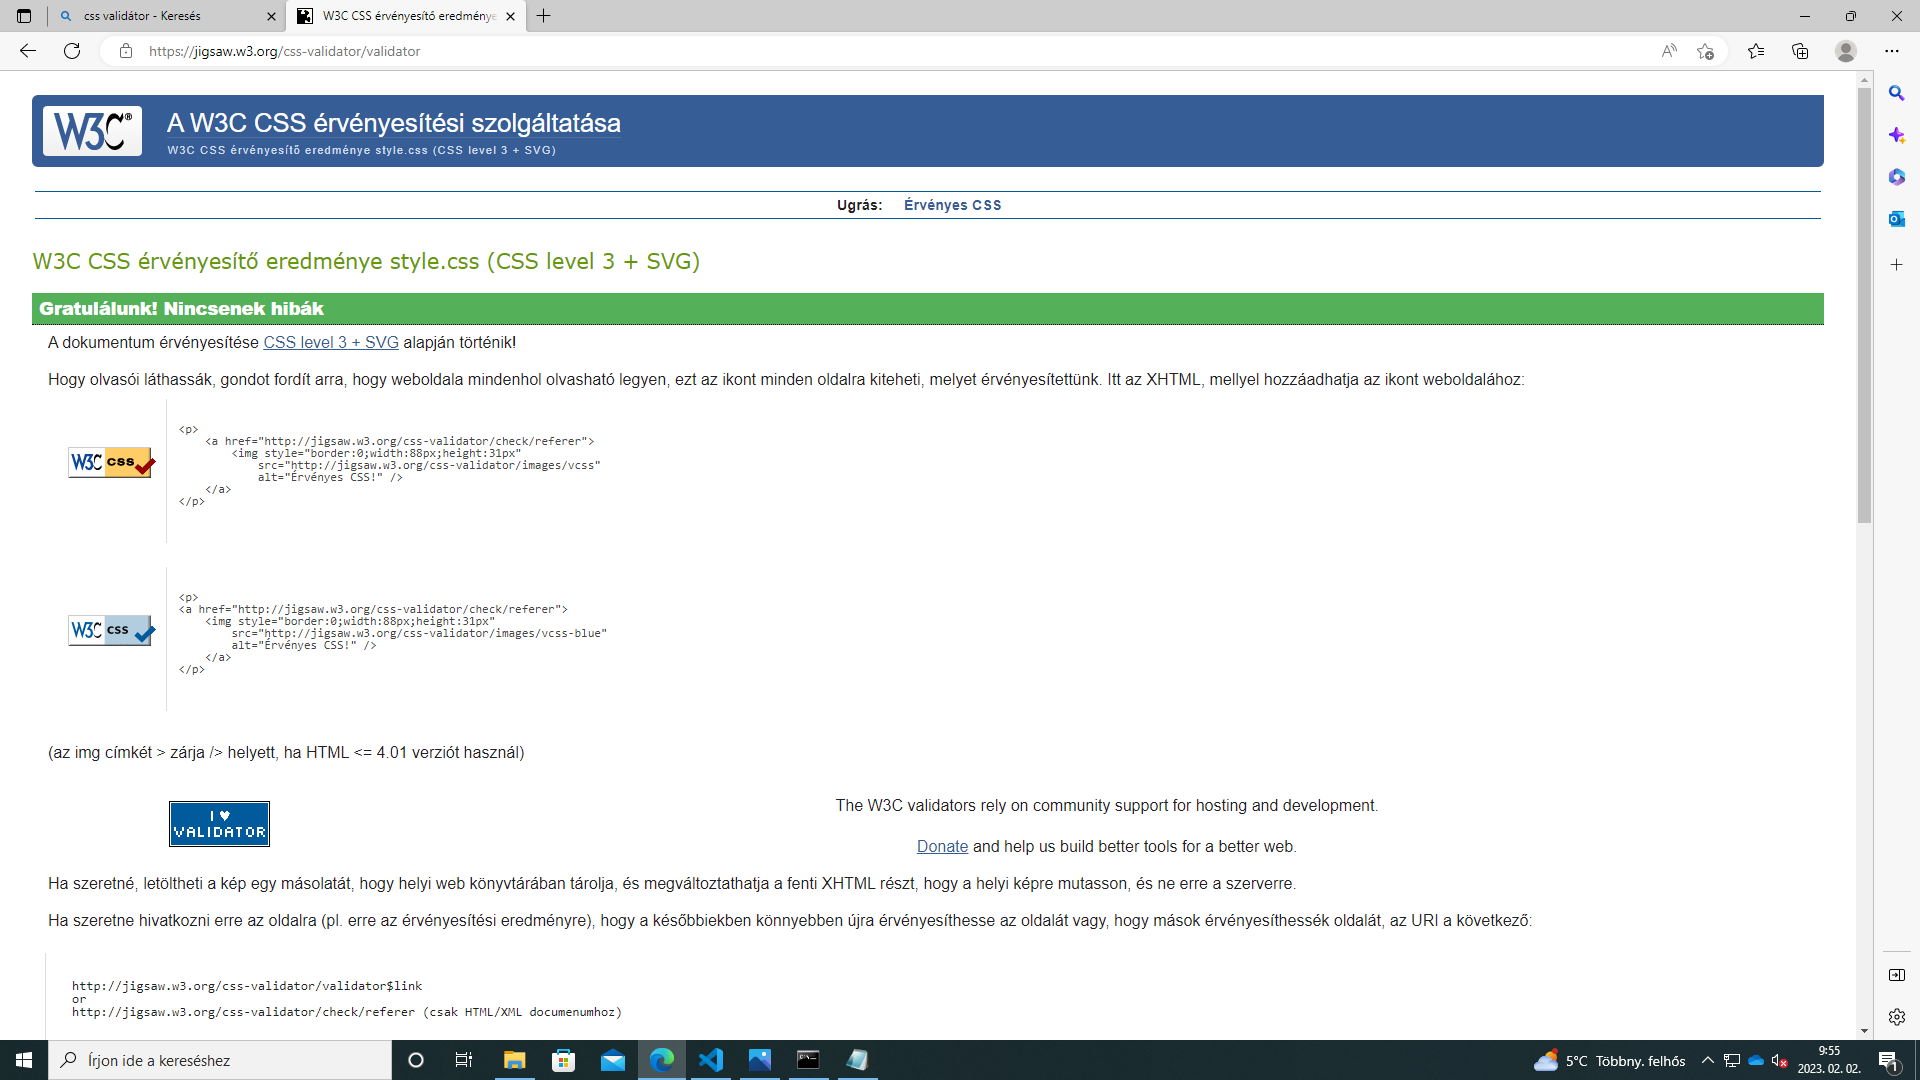 css validátor - Keresés
W3C CSS érvényesítő eredménye
https://jigsaw.w3.org/css-validator/validator
W3C®
A W3C CSS érvényesítési szolgáltatása
W3C CSS érvényesítő eredménye style.css (CSS level 3 + SVG)
Ugrás: Érvényes CSS
W3C CSS érvényesítő eredménye style.css (CSS level 3 + SVG)
Gratulálunk! Nincsenek hibák
A dokumentum érvényesítése CSS level 3 + SVG alapján történik!
Hogy olvasói láthassák, gondot fordít arra, hogy weboldala mindenhol olvasható legyen, ezt az ikont minden oldalra kiteheti, melyet érvényesítettünk. Itt az XHTML, mellyel hozzáadhatja az ikont weboldalához:
<p>
<a href="http://jigsaw.w3.org/css-validator/check/referer">
<img style="border:0;width:88px;height:31px"
src="http://jigsaw.w3.org/css-validator/images/vcss"
alt="Érvényes CSS!" />
</a>
</p>
W3C css
<p>
<a href="http://jigsaw.w3.org/css-validator/check/referer">
<img style="border:0;width:88px;height:31px"
src="http://jigsaw.w3.org/css-validator/images/vcss-blue"
alt="Érvényes CSS!" />
</a>
</p>
W3C css
(az img címkét > zárja /> helyett, ha HTML <= 4.01 verziót használ)
I ♥
VALIDATOR
The W3C validators rely on community support for hosting and development.
Donate and help us build better tools for a better web.
Ha szeretné, letöltheti a kép egy másolatát, hogy helyi web könyvtárában tárolja, és megváltoztathatja a fenti XHTML részt, hogy a helyi képre mutasson, és ne erre a szerverre.
Ha szeretne hivatkozni erre az oldalra (pl. erre az érvényesítési eredményre), hogy a későbbiekben könnyebben újra érvényesíthesse az oldalát vagy, hogy mások érvényesíthessék oldalát, az URI a következő:
http://jigsaw.w3.org/css-validator/validator$link
or
http://jigsaw.w3.org/css-validator/check/referer (csak HTML/XML documenumhoz)
Írjon ide a kereséshez
5°C Többny. felhős
9:55
2023. 02. 02.
1